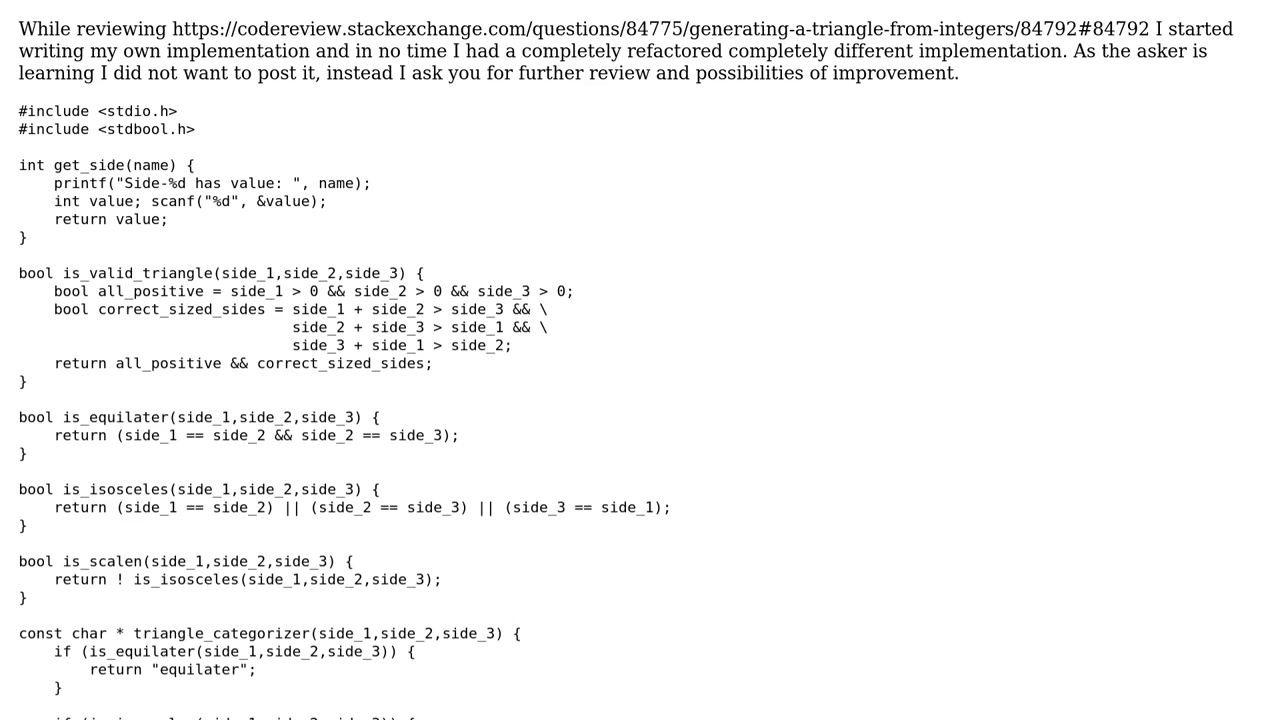 While reviewing https://codereview.stackexchange.com/questions/84775/generating-a-triangle-from-integers/84792#84792 I started
writing my own implementation and in no time I had a completely refactored completely different implementation. As the asker is
learning I did not want to post it, instead I ask you for further review and possibilities of improvement.
#include <stdio.h>
#include <stdbool.h>
int get_side(name) {
    printf("Side-%d has value: ", name);
    int value; scanf("%d", &value);
    return value;
}
bool is_valid_triangle(side_1,side_2,side_3) {
    bool all_positive = side_1 > 0 && side_2 > 0 && side_3 > 0;
    bool correct_sized_sides = side_1 + side_2 > side_3 && \
                               side_2 + side_3 > side_1 && \
                               side_3 + side_1 > side_2;
    return all_positive && correct_sized_sides;
}
bool is_equilater(side_1,side_2,side_3) {
    return (side_1 == side_2 && side_2 == side_3);
}
bool is_isosceles(side_1,side_2,side_3) {
    return (side_1 == side_2) || (side_2 == side_3) || (side_3 == side_1);
}
bool is_scalen(side_1,side_2,side_3) {
    return ! is_isosceles(side_1,side_2,side_3);
}
const char * triangle_categorizer(side_1,side_2,side_3) {
    if (is_equilater(side_1,side_2,side_3)) {
        return "equilater";
    }